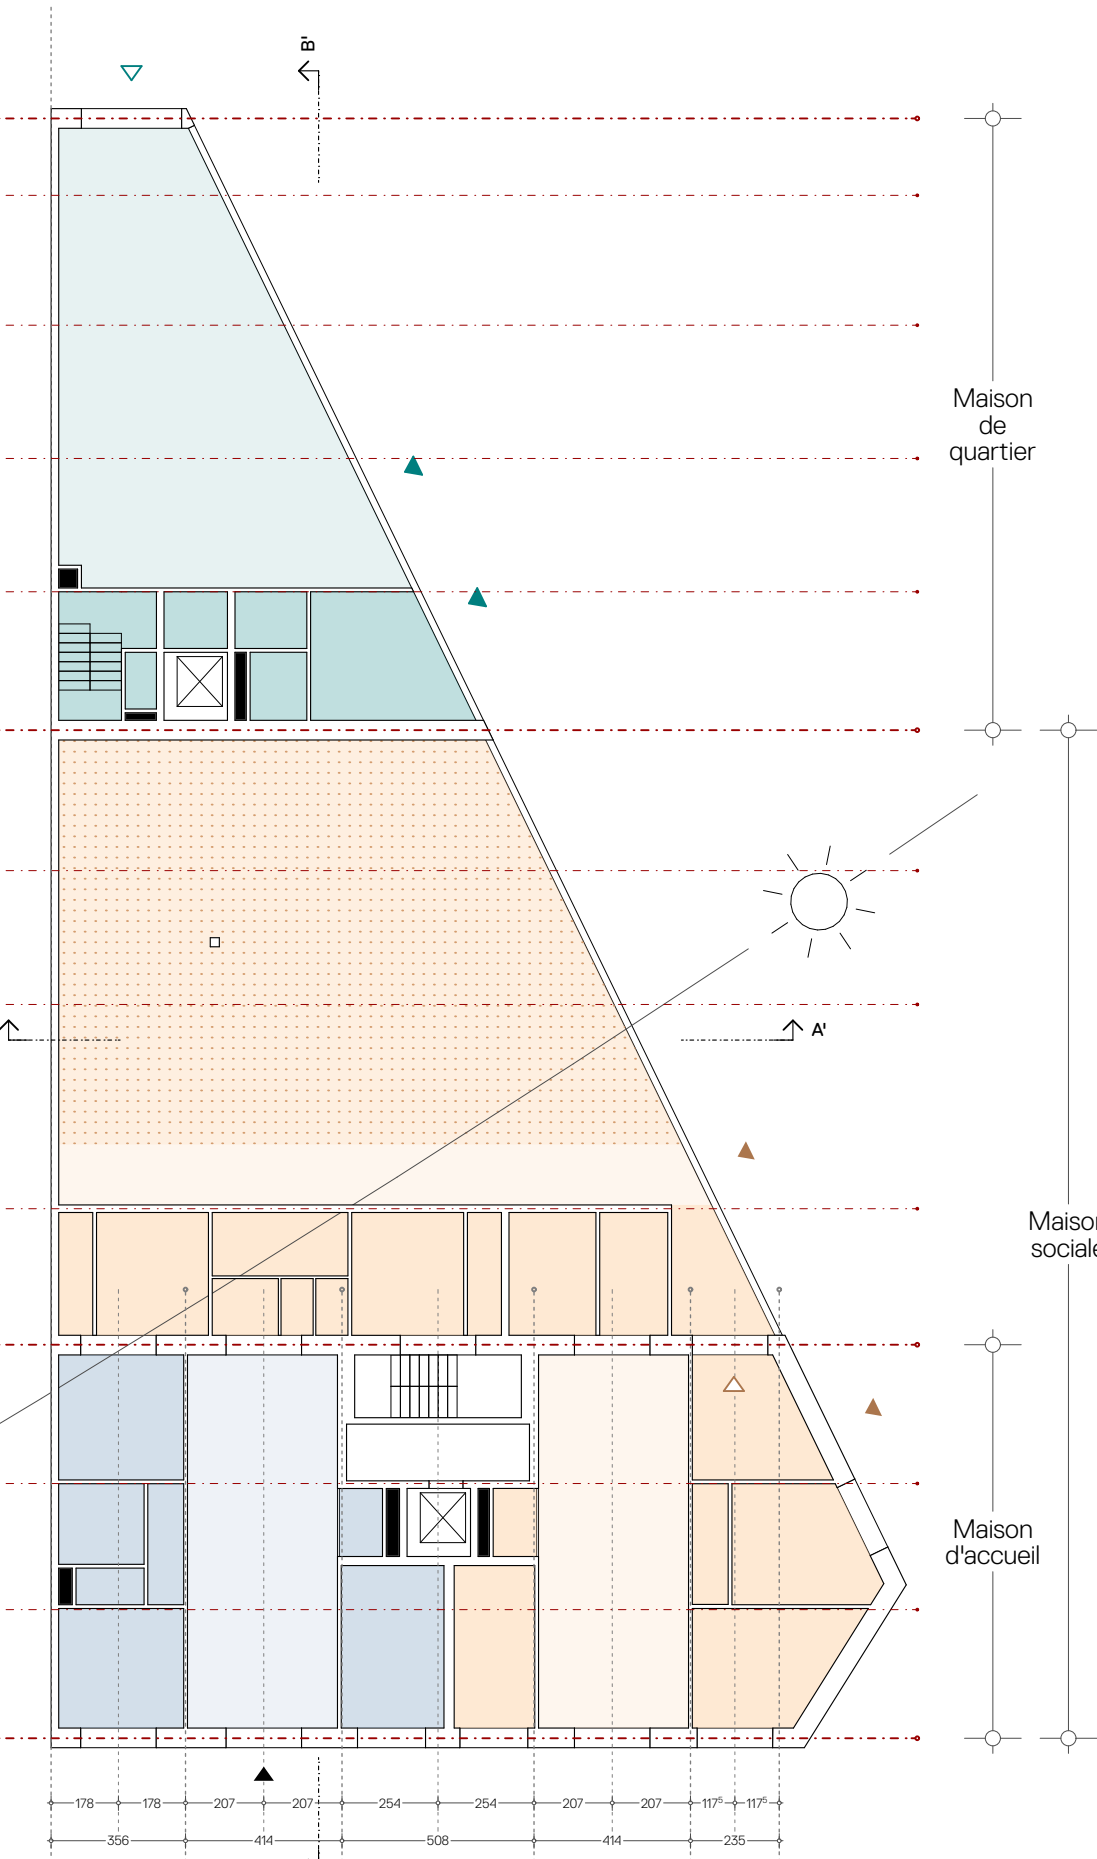 B'
Maison
de
quartier
A'
Maison
sociale
Maison
d'accueil
178 178 207 207 254 254 207 207 117⁵ 117⁵
356 414 508 414 235